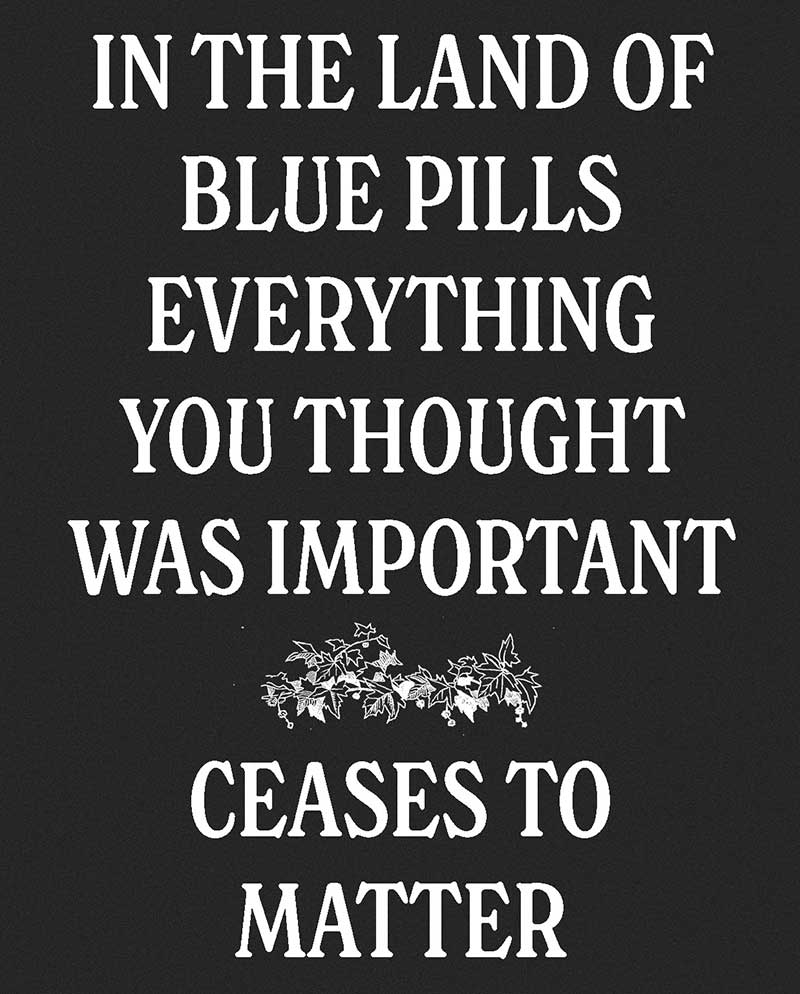 IN THE LAND OF
BLUE PILLS
EVERYTHING
YOU THOUGHT
WAS IMPORTANT
CEASES TO
MATTER